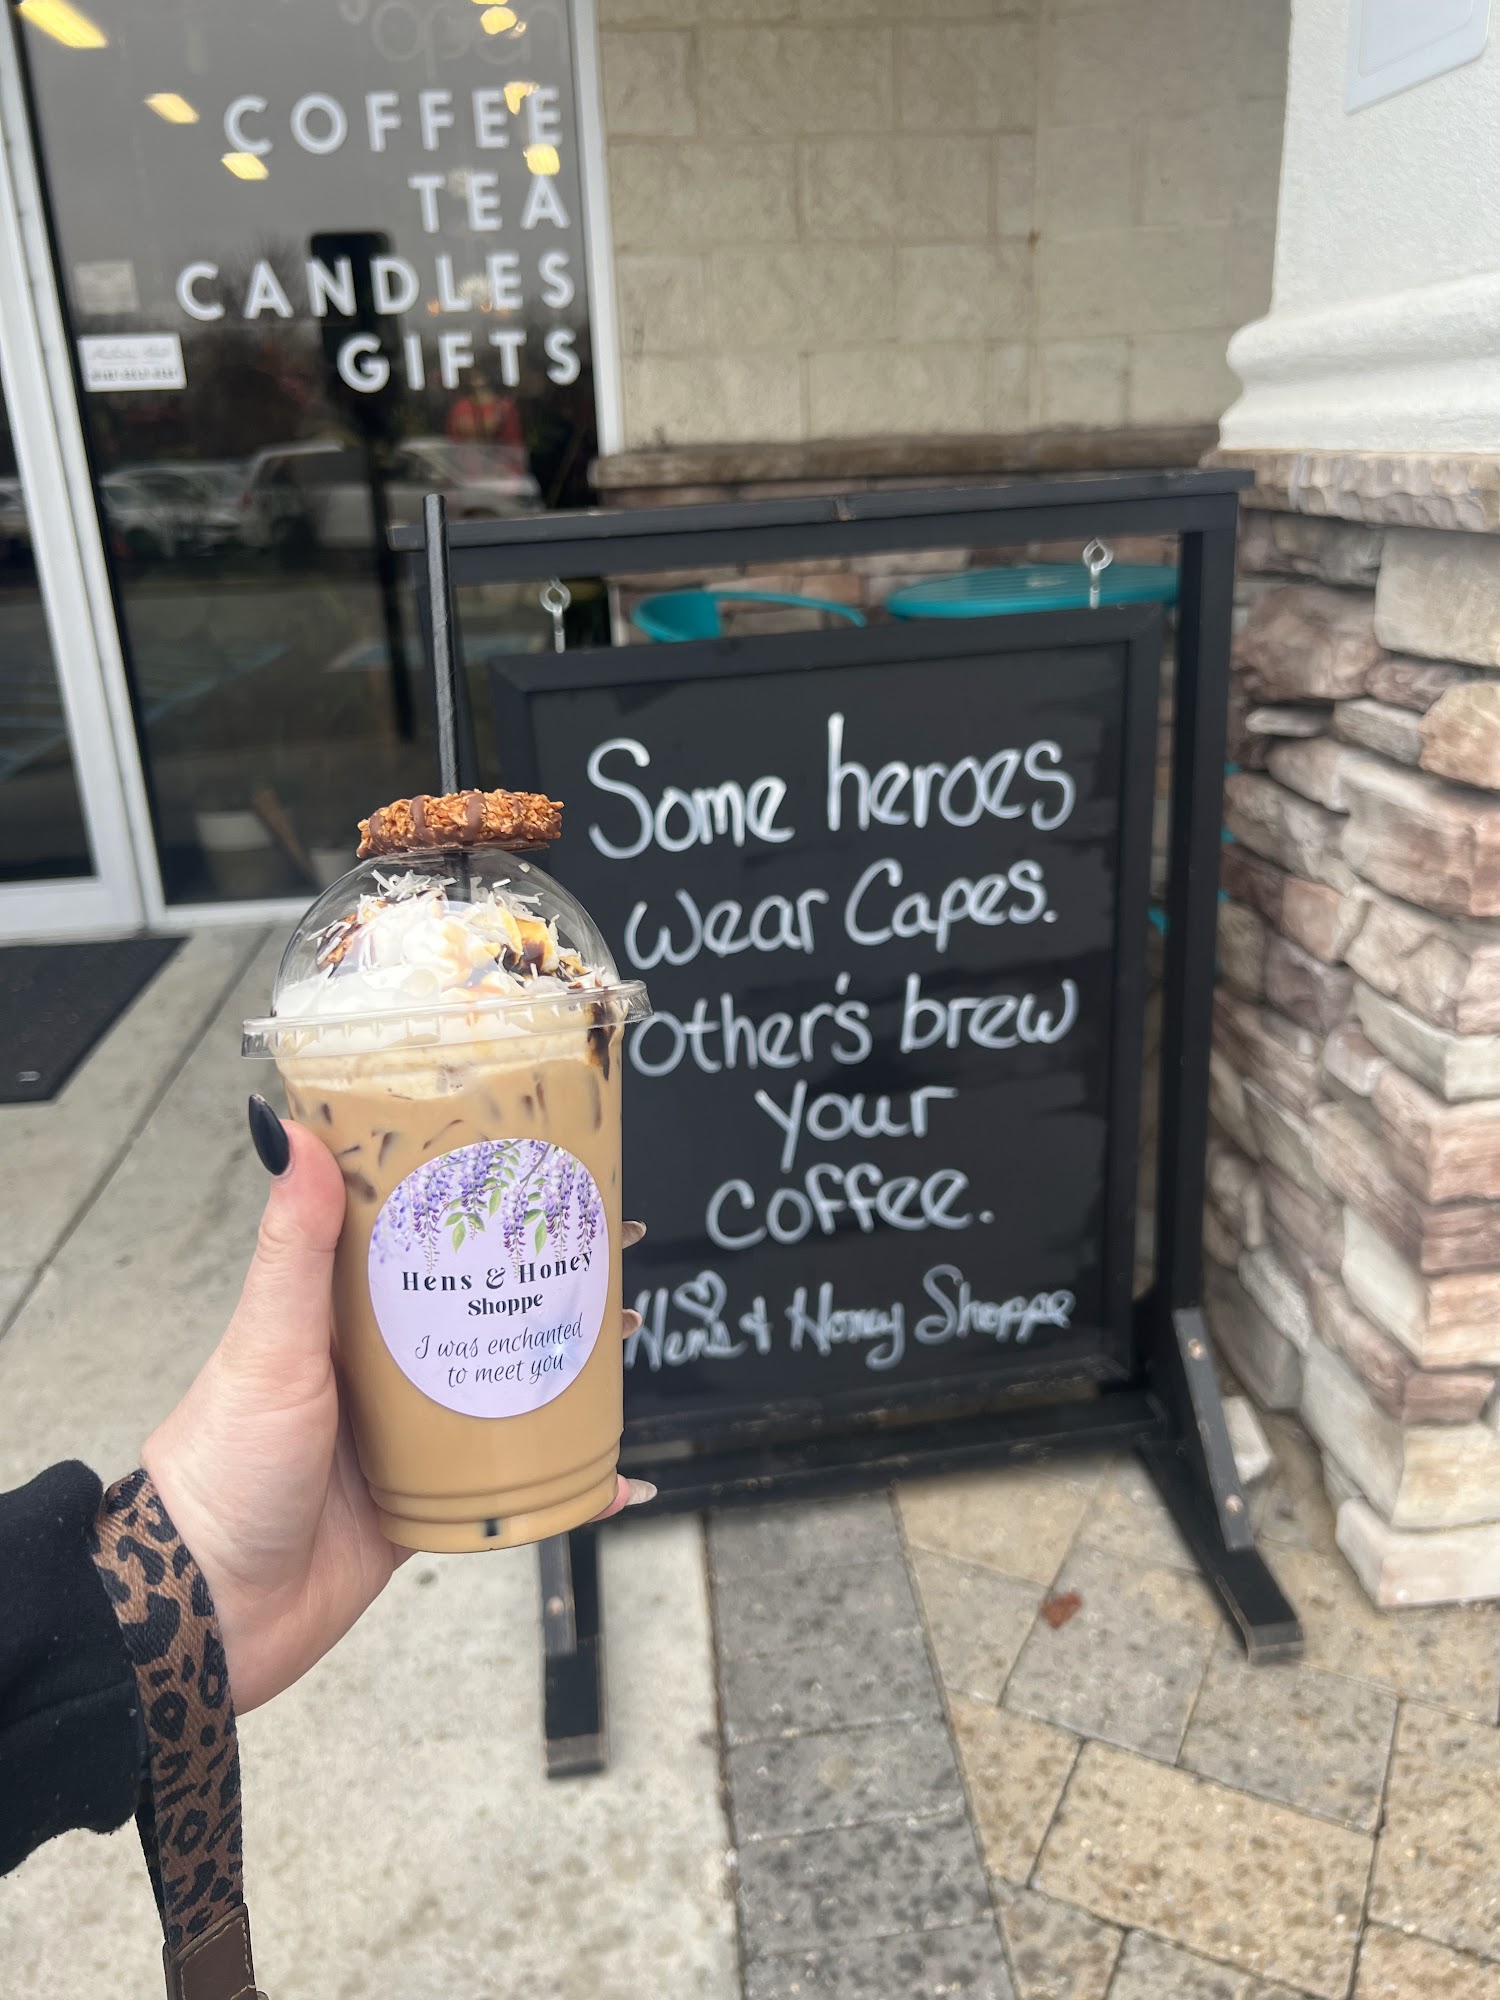 open
COFFEE
TEA
CANDLES
GIFTS
Some heroes
wear Capes.
other's brew
your
coffee.
Hens & Honey Shoppe
Hens & Honey
Shoppe
I was enchanted
to meet you